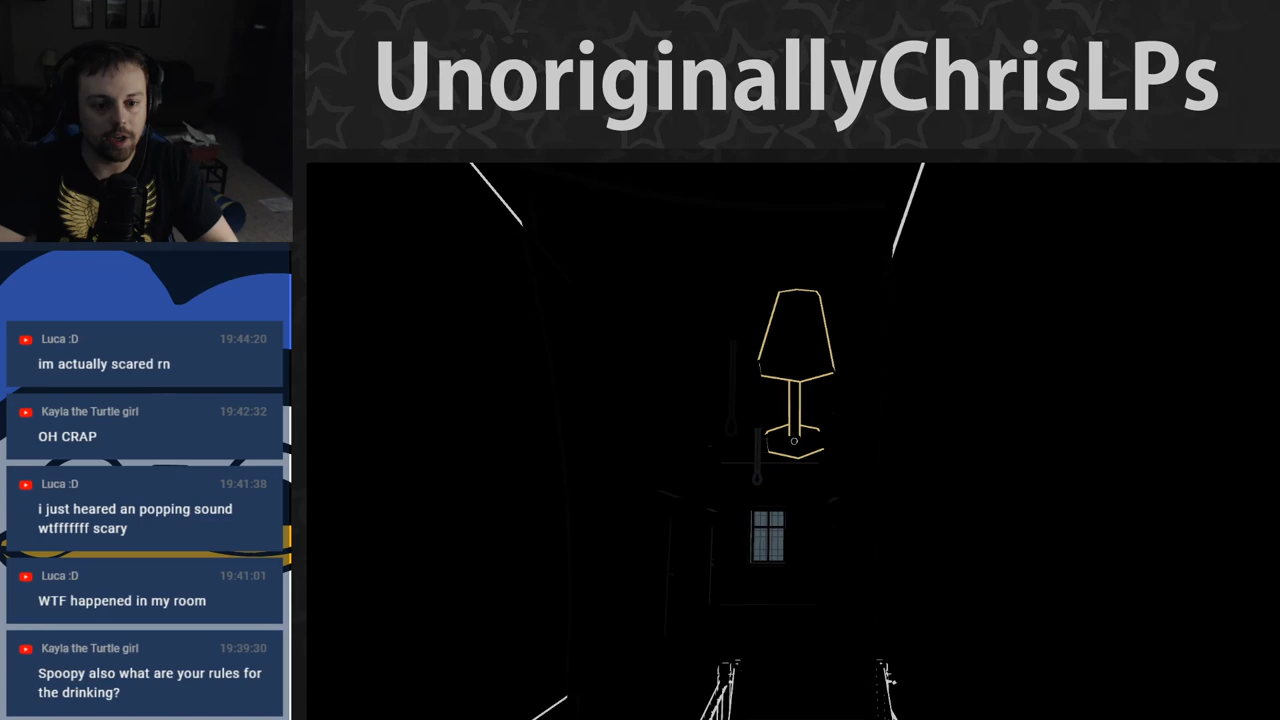 UnoriginallyChrisLPs
Luca :D 19:44:20
im actually scared rn
Kayla the Turtle girl 19:42:32
OH CRAP
Luca :D 19:41:38
i just heared an popping sound
wtfffffff scary
Luca :D 19:41:01
WTF happened in my room
Kayla the Turtle girl 19:39:30
Spoopy also what are your rules for
the drinking?